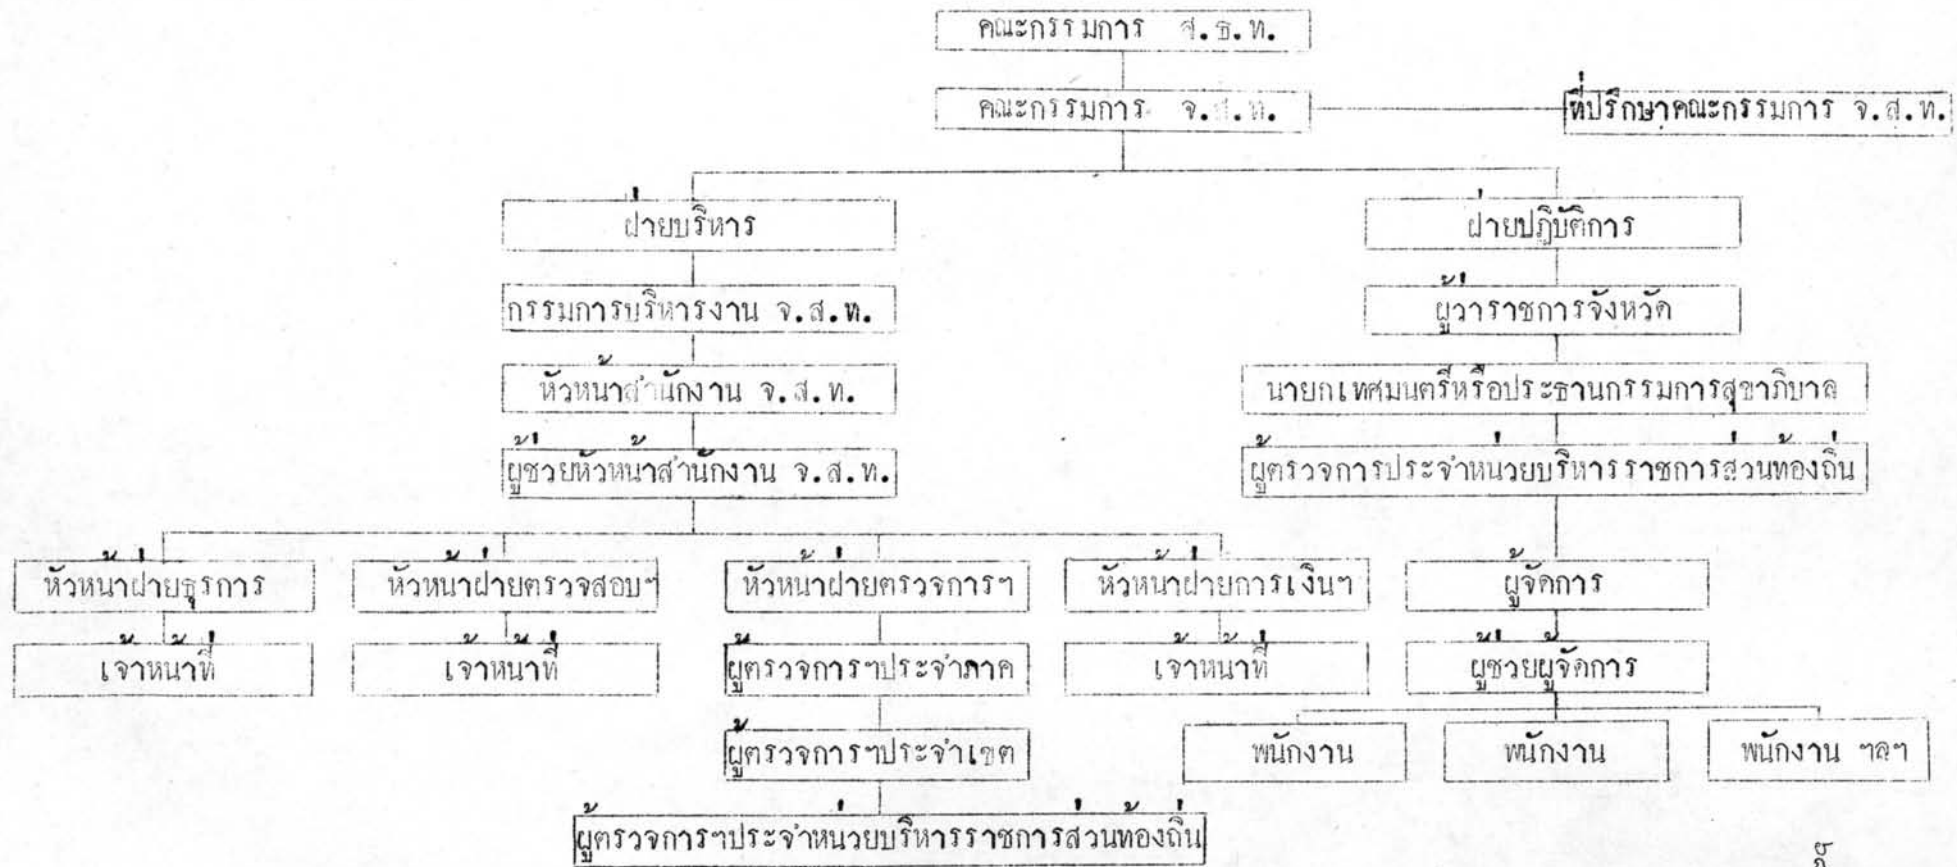 คณะกรรมการ ส.ธ.ท.
คณะกรรมการ จ.ส.ท.
ที่ปรึกษาคณะกรรมการ จ.ส.ท.
ฝ่ายบริหาร
ฝ่ายปฏิบัติการ
กรรมการบริหารงาน จ.ส.ท.
ผู้ว่าราชการจังหวัด
หัวหน้าสำนักงาน จ.ส.ท.
นายกเทศมนตรีหรือประธานกรรมการสุขาภิบาล
ผู้ช่วยหัวหน้าสำนักงาน จ.ส.ท.
ผู้ตรวจการประจำหน่วยบริหารราชการส่วนท้องถิ่น
หัวหน้าฝ่ายธุรการ
หัวหน้าฝ่ายตรวจสอบฯ
หัวหน้าฝ่ายตรวจการฯ
หัวหน้าฝ่ายการเงินฯ
ผู้จัดการ
เจ้าหน้าที่
เจ้าหน้าที่
ผู้ตรวจการฯประจำภาค
เจ้าหน้าที่
ผู้ช่วยผู้จัดการ
ผู้ตรวจการฯประจำเขต
พนักงาน
พนักงาน
พนักงาน ฯลฯ
ผู้ตรวจการฯประจำหน่วยบริหารราชการส่วนท้องถิ่น